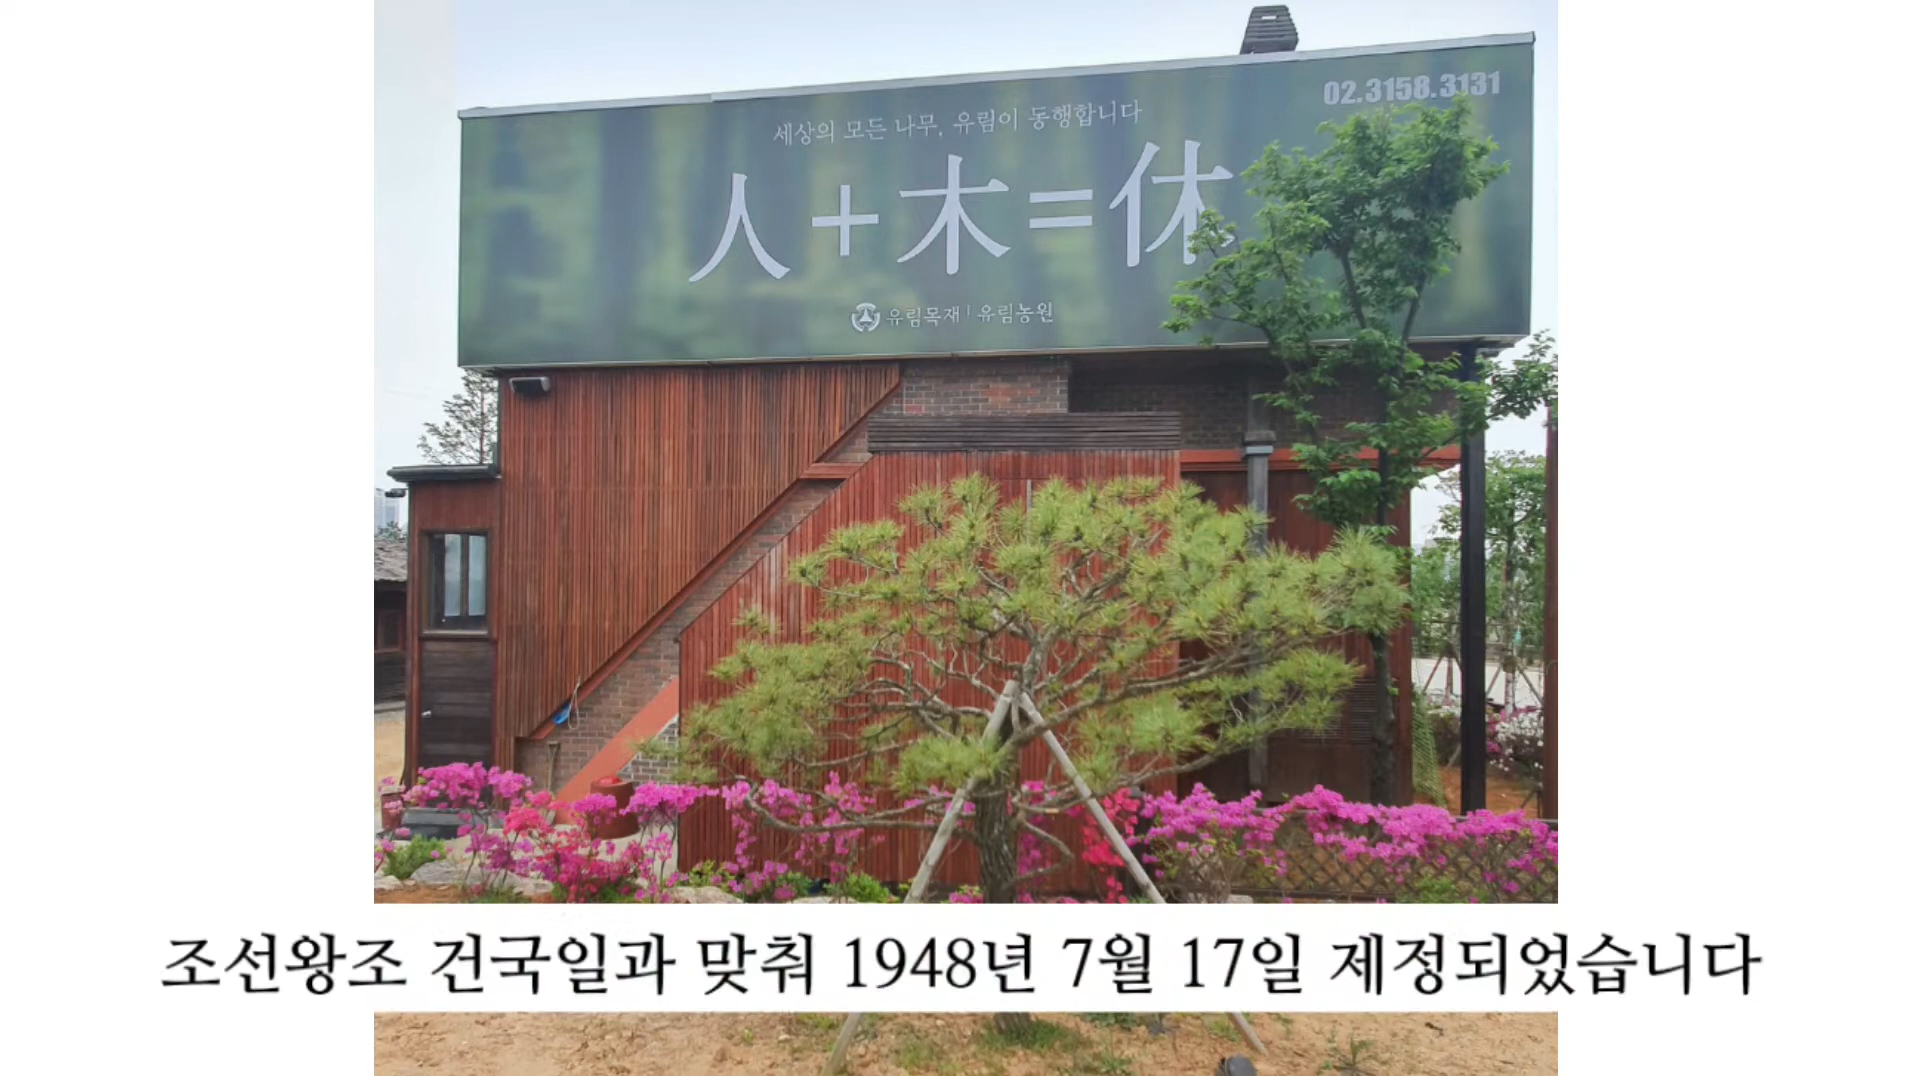 02.3158.3131
세상의 모든 나무, 유림이 동행합니다
人+木=休
유림목재 | 유림농원
조선왕조 건국일과 맞춰 1948년 7월 17일 제정되었습니다